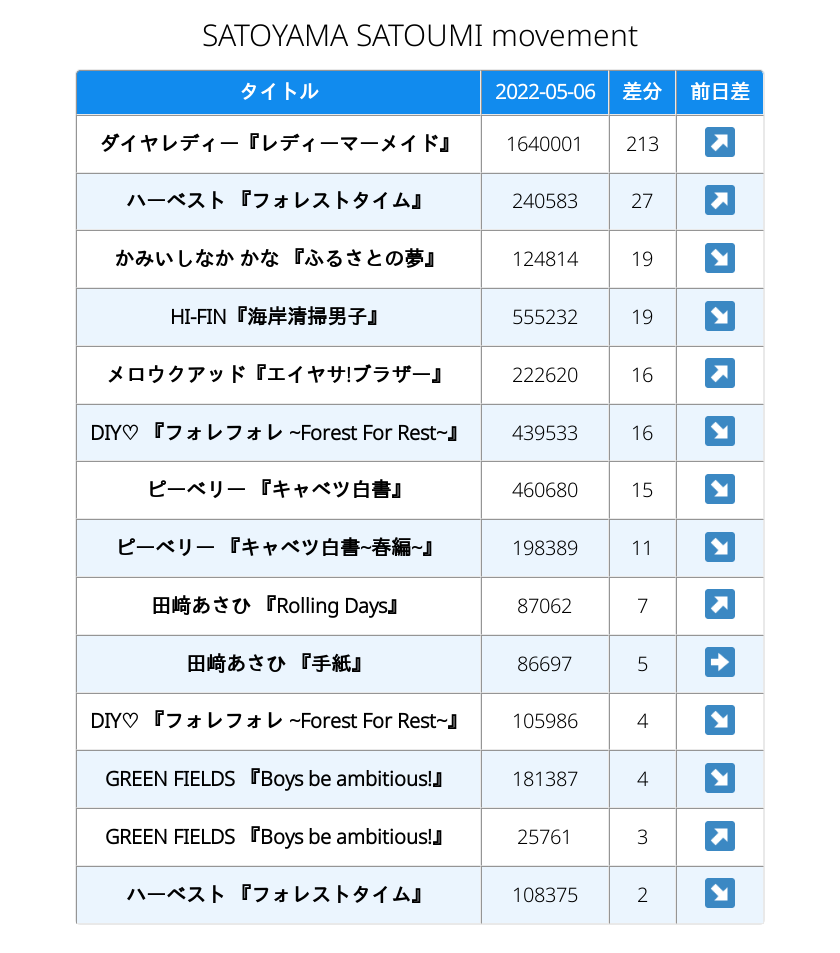 SATOYAMA SATOUMI movement
タイトル 2022-05-06 差分 前日差
ダイヤレディー『レディーマーメイド』 1640001 213 ↗
ハーベスト 『フォレストタイム』 240583 27 ↗
かみいしなか かな 『ふるさとの夢』 124814 19 ↘
HI-FIN『海岸清掃男子』 555232 19 ↘
メロウクアッド『エイヤサ!ブラザー』 222620 16 ↗
DIY♡ 『フォレフォレ ~Forest For Rest~』 439533 16 ↘
ピーベリー 『キャベツ白書』 460680 15 ↘
ピーベリー 『キャベツ白書~春編~』 198389 11 ↘
田﨑あさひ 『Rolling Days』 87062 7 ↗
田﨑あさひ 『手紙』 86697 5 ➡
DIY♡ 『フォレフォレ ~Forest For Rest~』 105986 4 ↘
GREEN FIELDS 『Boys be ambitious!』 181387 4 ↘
GREEN FIELDS 『Boys be ambitious!』 25761 3 ↗
ハーベスト 『フォレストタイム』 108375 2 ↘